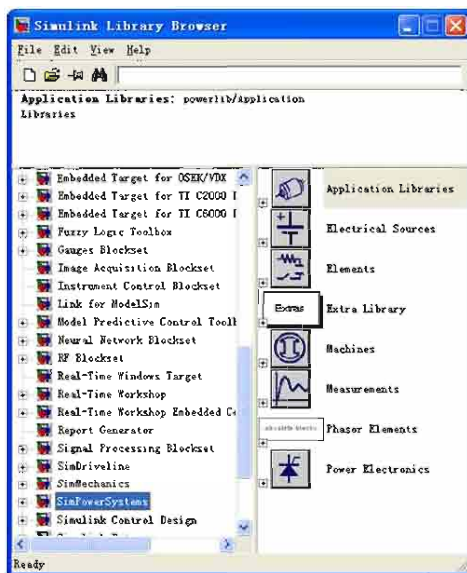 Simulink Library Browser
File Edit View Help
Application Libraries: powerlib/Application
Libraries
Embedded Target for OSEK/VDX
Embedded Target for TI C2000
Embedded Target for TI C6000
Fuzzy Logic Toolbox
Gauges Blockset
Image Acquisition Blockset
Instrument Control Blockset
Link for ModelSim
Model Predictive Control Toolb
Neural Network Blockset
RF Blockset
Real-Time Windows Target
Real-Time Workshop
Real-Time Workshop Embedded Co
Report Generator
Signal Processing Blockset
SimDriveline
SimMechanics
SimPowerSystems
Simulink Control Design
Application Libraries
Electrical Sources
Elements
Extras
Extra Library
Machines
Measurements
Phasor Elements
Power Electronics
Ready